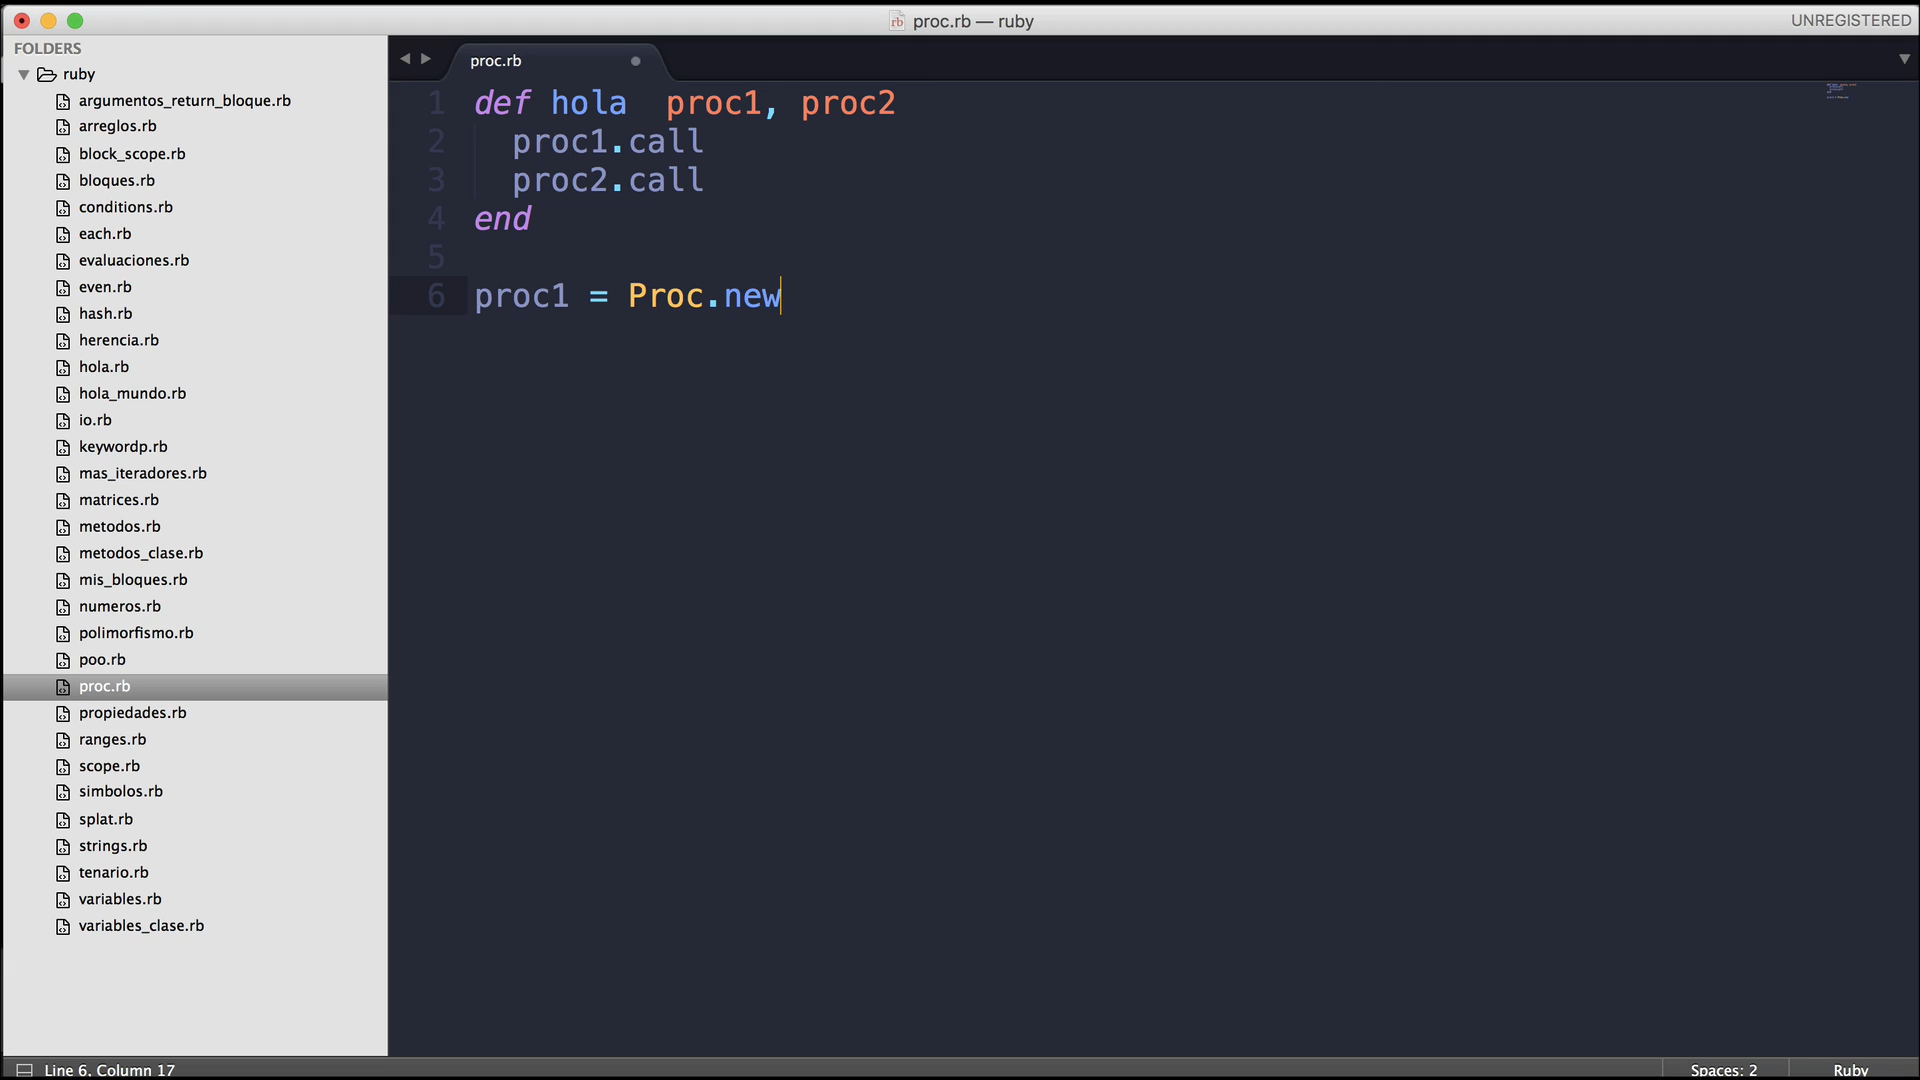 proc.rb — ruby
UNREGISTERED
FOLDERS
ruby
argumentos_return_bloque.rb
arreglos.rb
block_scope.rb
bloques.rb
conditions.rb
each.rb
evaluaciones.rb
even.rb
hash.rb
herencia.rb
hola.rb
hola_mundo.rb
io.rb
keywordp.rb
mas_iteradores.rb
matrices.rb
metodos.rb
metodos_clase.rb
mis_bloques.rb
numeros.rb
polimorfismo.rb
poo.rb
proc.rb
propiedades.rb
ranges.rb
scope.rb
simbolos.rb
splat.rb
strings.rb
tenario.rb
variables.rb
variables_clase.rb
proc.rb
1 def hola  proc1, proc2
2   proc1.call
3   proc2.call
4 end
5
6 proc1 = Proc.new
Line 6, Column 17
Spaces: 2
Ruby